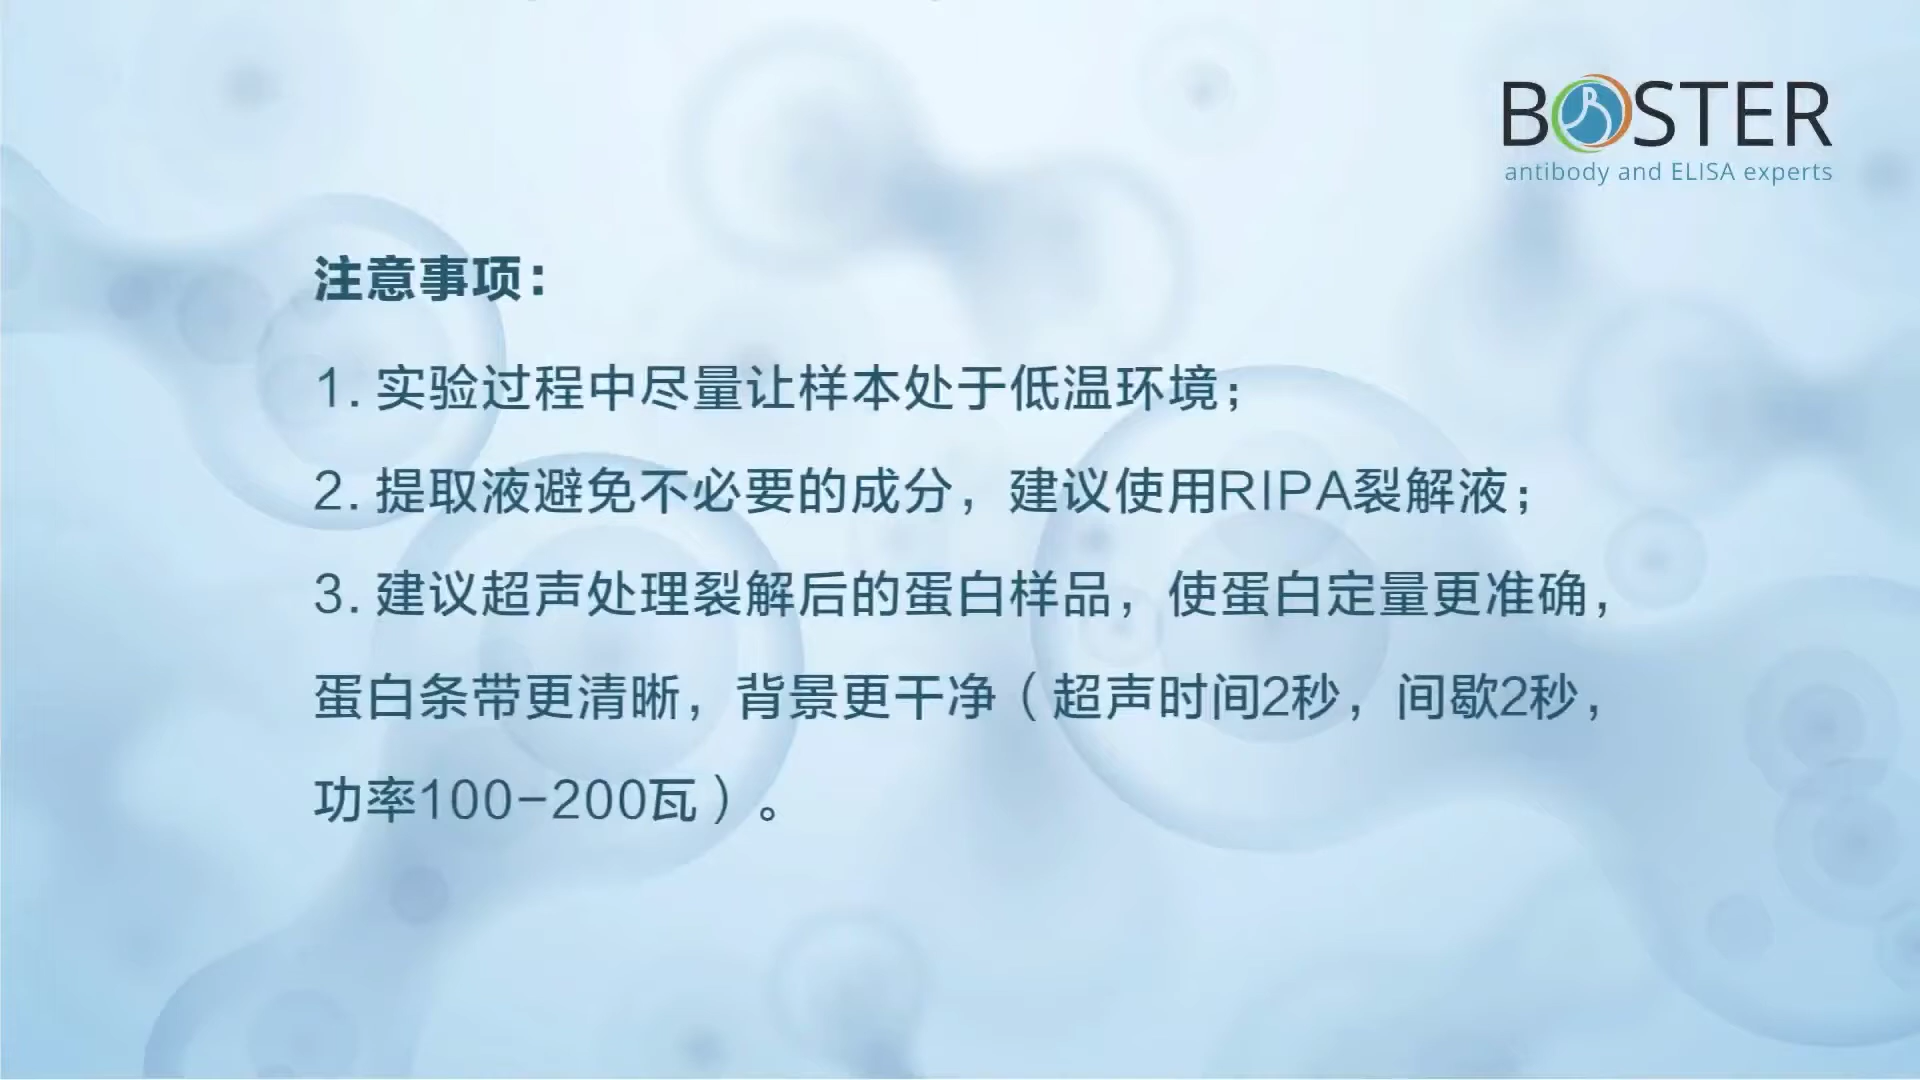 BOSTER
antibody and ELISA experts
注意事项：
1. 实验过程中尽量让样本处于低温环境；
2. 提取液避免不必要的成分，建议使用RIPA裂解液；
3. 建议超声处理裂解后的蛋白样品，使蛋白定量更准确，
蛋白条带更清晰，背景更干净（超声时间2秒，间歇2秒，
功率100-200瓦）。